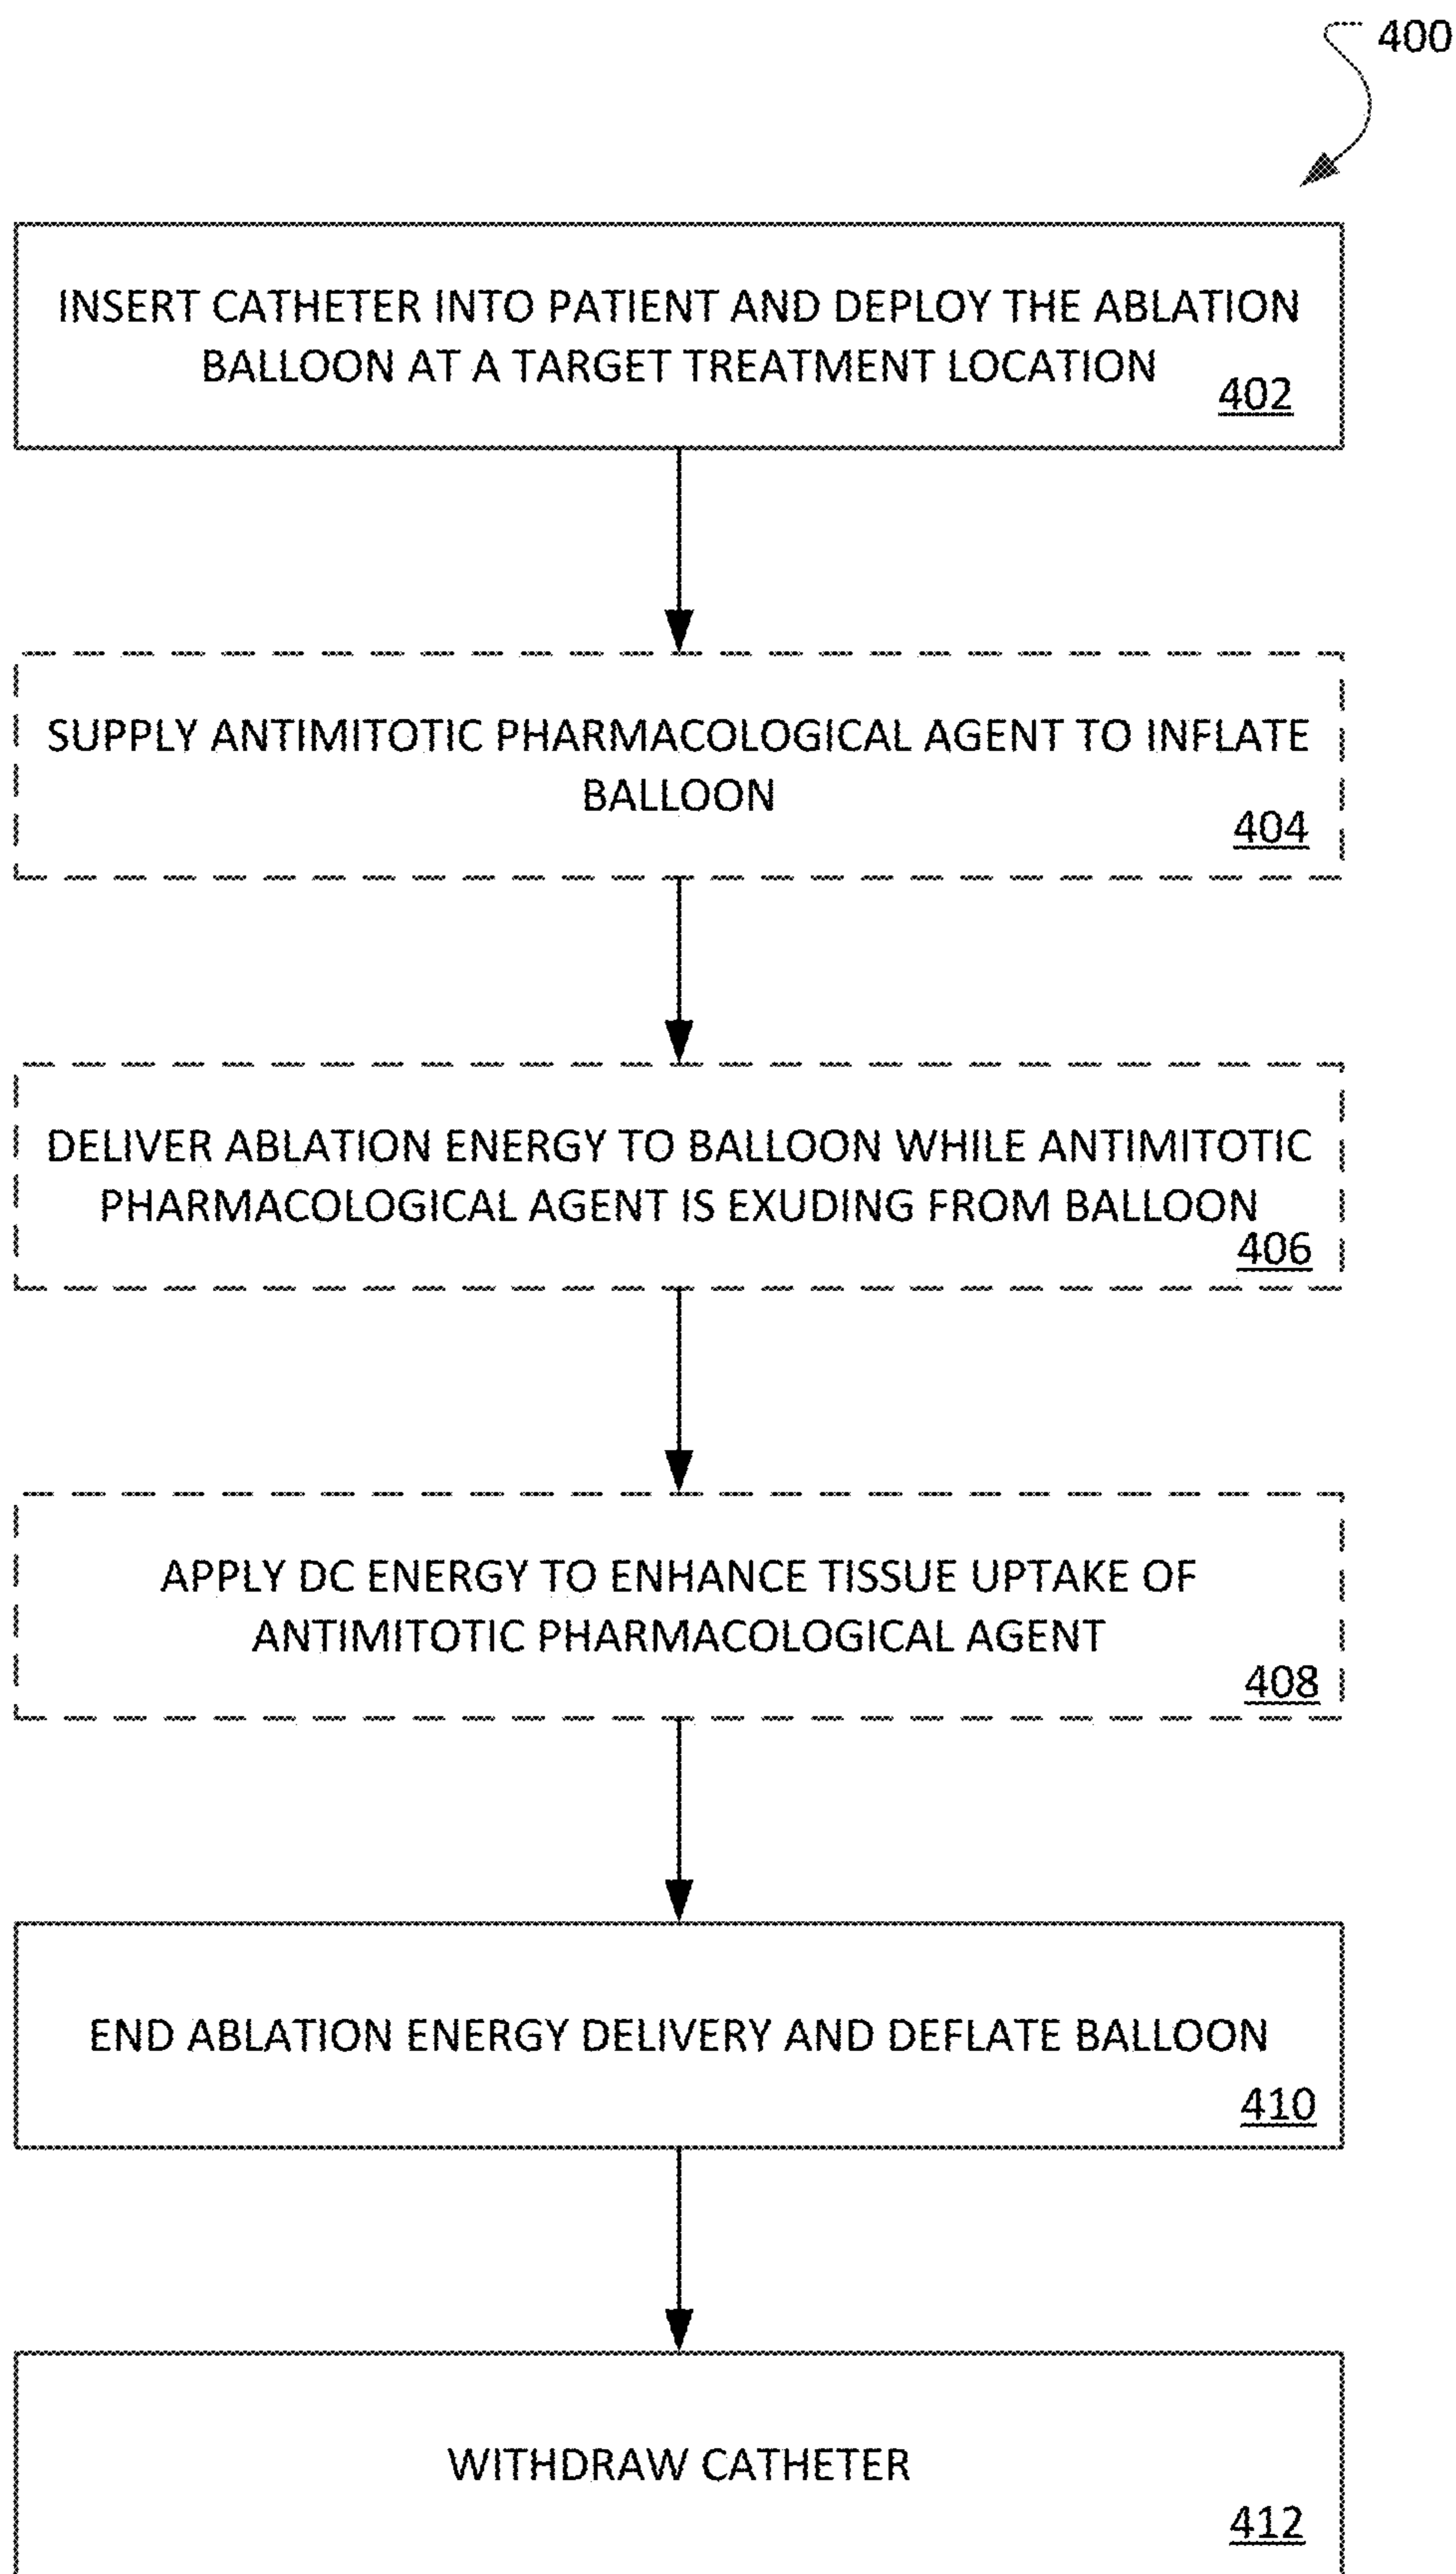 400
INSERT CATHETER INTO PATIENT AND DEPLOY THE ABLATION
BALLOON AT A TARGET TREATMENT LOCATION
402
SUPPLY ANTIMITOTIC PHARMACOLOGICAL AGENT TO INFLATE
BALLOON
404
DELIVER ABLATION ENERGY TO BALLOON WHILE ANTIMITOTIC
PHARMACOLOGICAL AGENT IS EXUDING FROM BALLOON
406
APPLY DC ENERGY TO ENHANCE TISSUE UPTAKE OF
ANTIMITOTIC PHARMACOLOGICAL AGENT
408
END ABLATION ENERGY DELIVERY AND DEFLATE BALLOON
410
WITHDRAW CATHETER
412